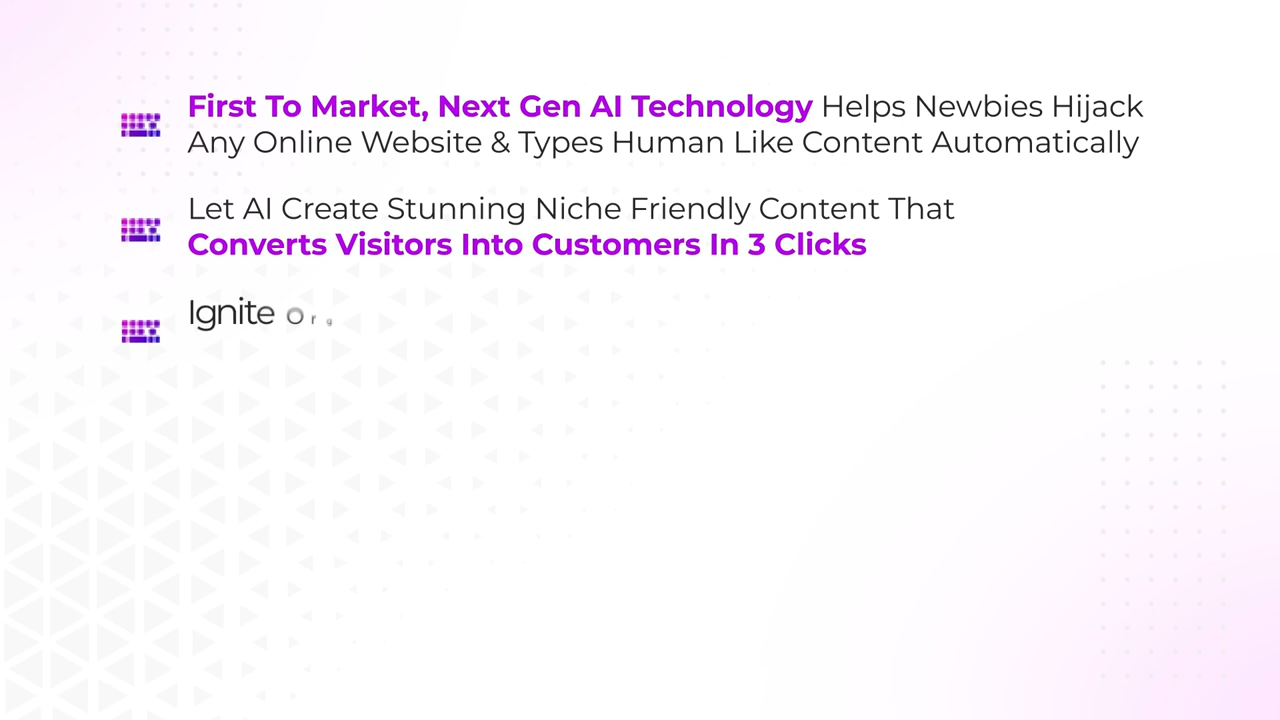 First To Market, Next Gen AI Technology Helps Newbies Hijack
Any Online Website & Types Human Like Content Automatically
Let AI Create Stunning Niche Friendly Content That
Converts Visitors Into Customers In 3 Clicks
Ignite